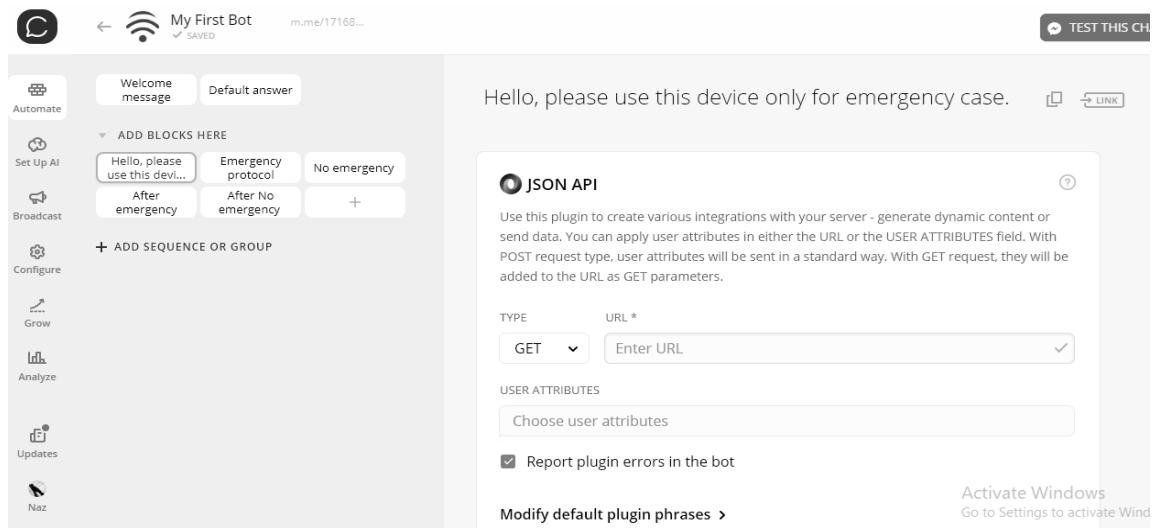 My First Bot
SAVED
m.me/17168...
TEST THIS CHA
Automate
Set Up AI
Broadcast
Configure
Grow
Analyze
Updates
Naz
Welcome
message
Default answer
ADD BLOCKS HERE
Hello, please
use this devi...
Emergency
protocol
No emergency
After
emergency
After No
emergency
+
+ ADD SEQUENCE OR GROUP
Hello, please use this device only for emergency case.
LINK
JSON API
?
Use this plugin to create various integrations with your server - generate dynamic content or
send data. You can apply user attributes in either the URL or the USER ATTRIBUTES field. With
POST request type, user attributes will be sent in a standard way. With GET request, they will be
added to the URL as GET parameters.
TYPE
URL *
GET
Enter URL
USER ATTRIBUTES
Choose user attributes
Report plugin errors in the bot
Modify default plugin phrases >
Activate Windows
Go to Settings to activate Wind